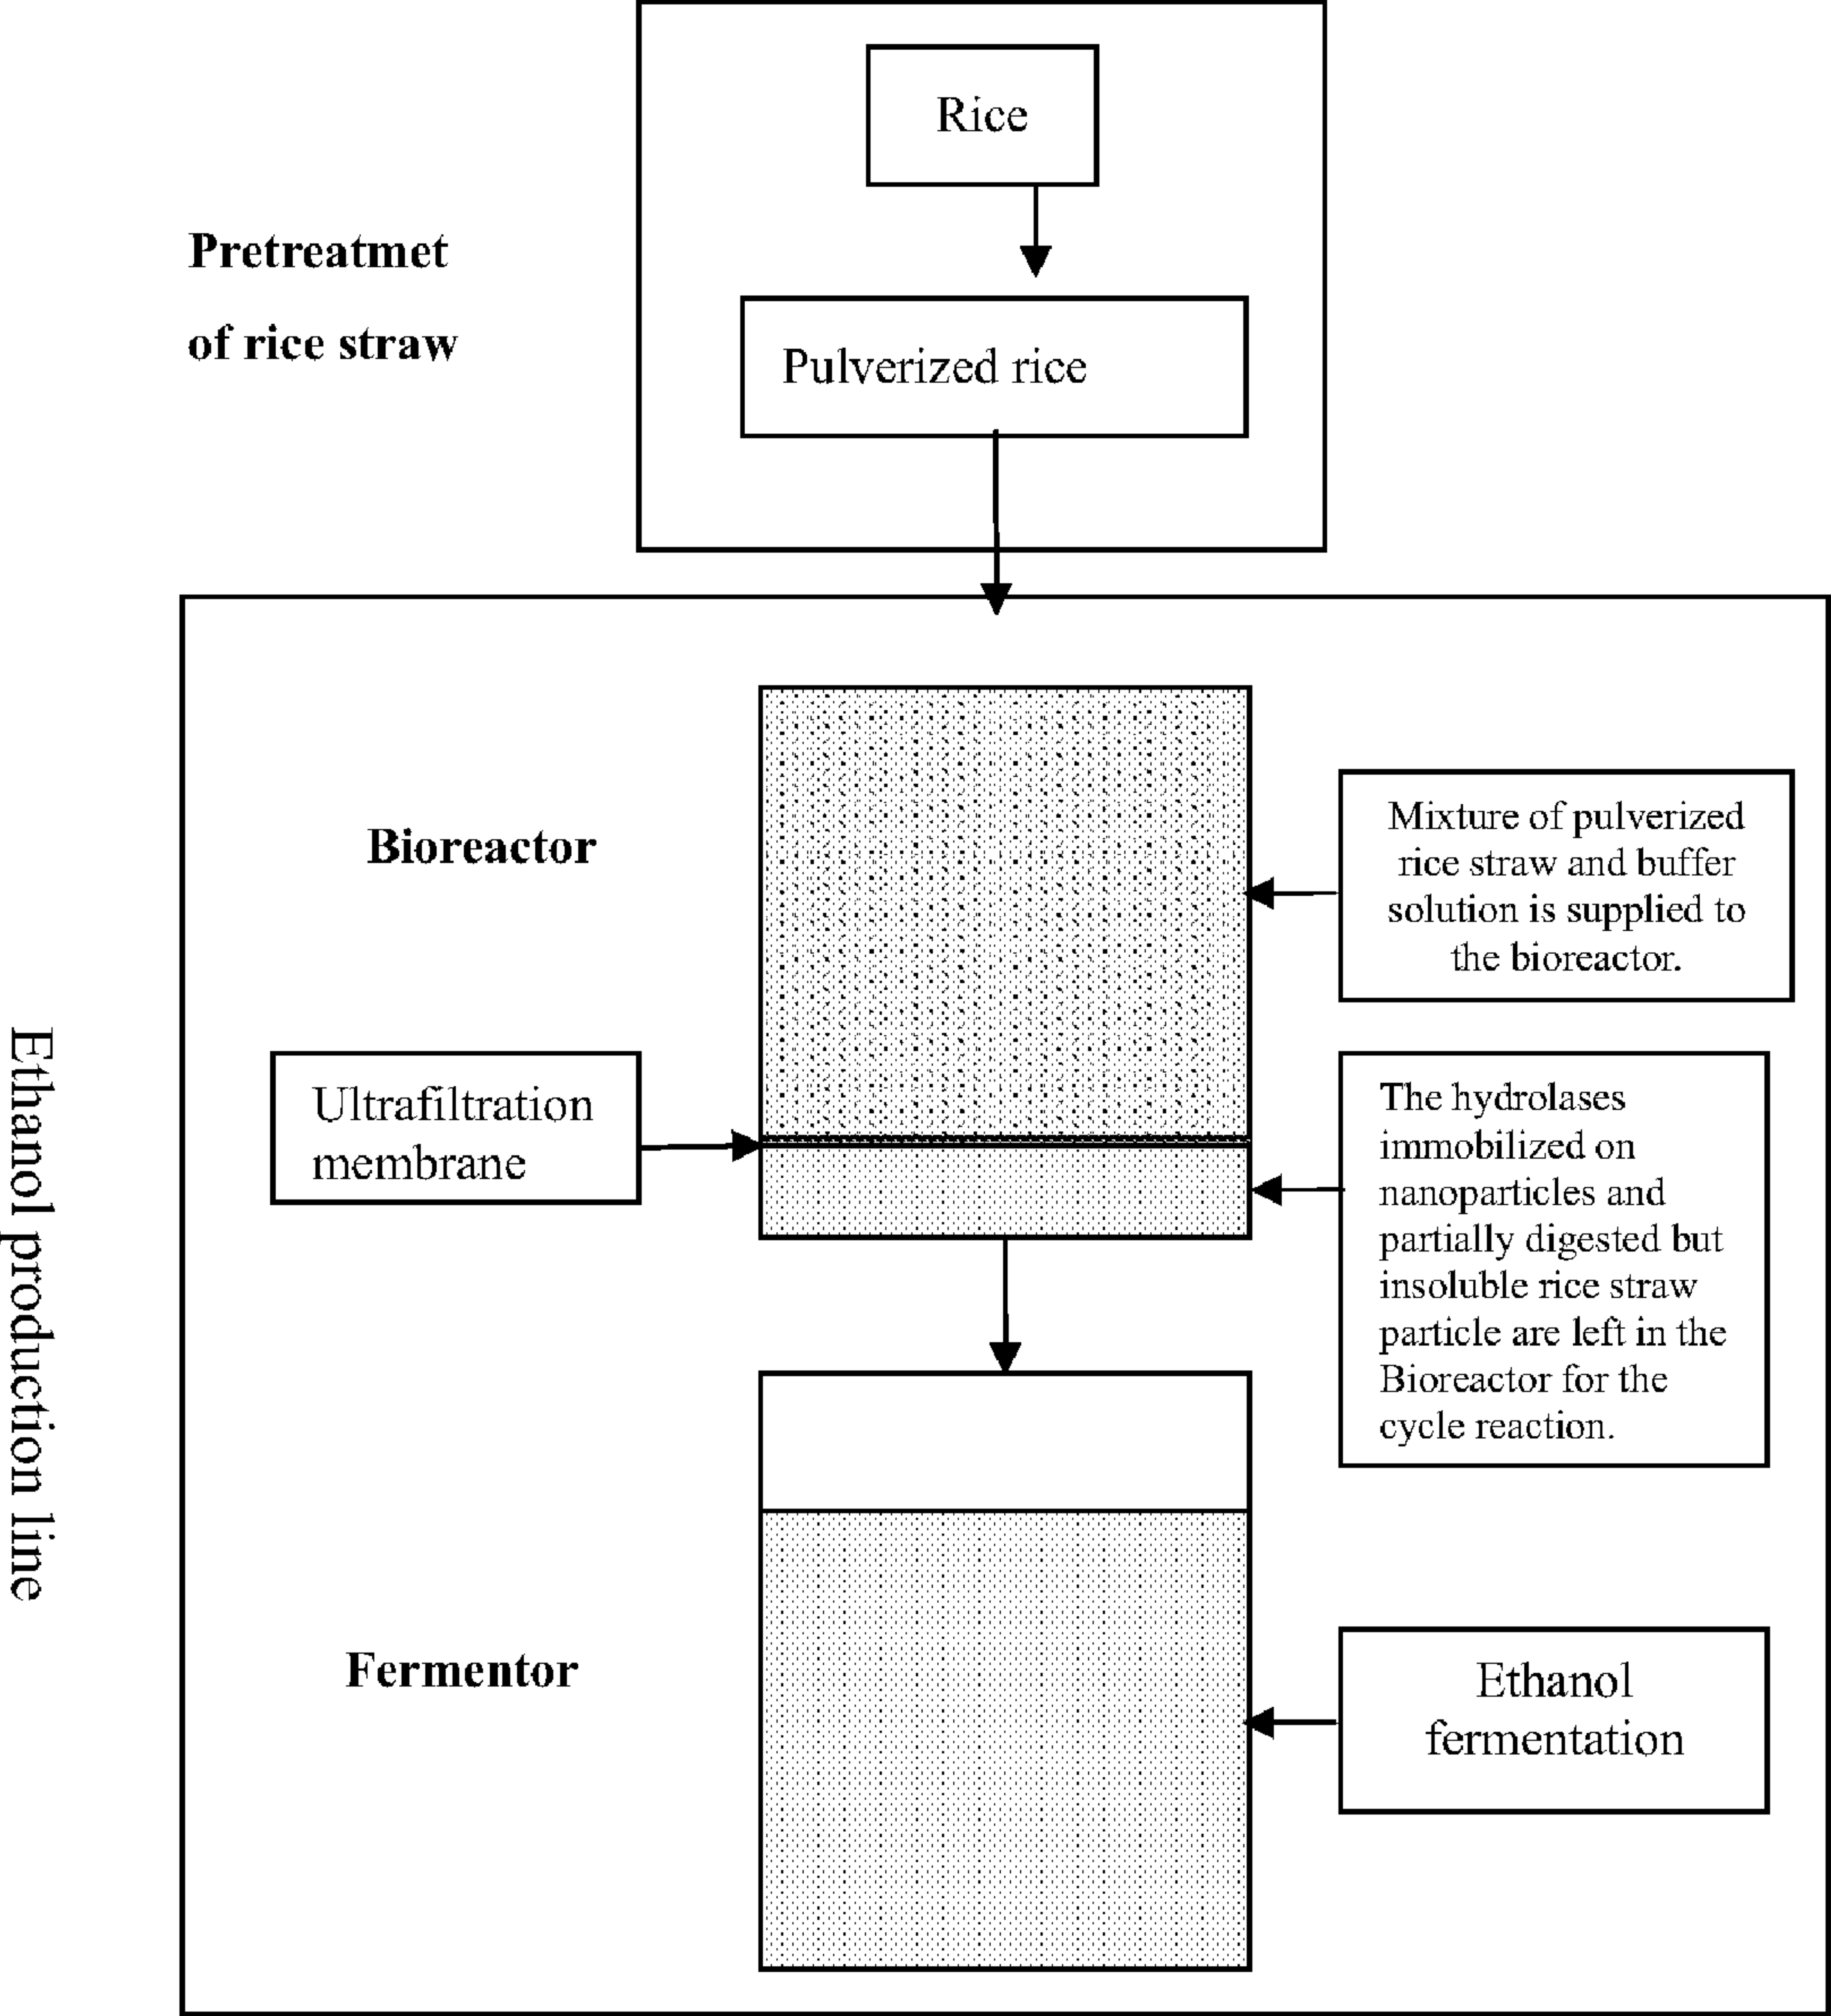 Rice
Pretreatmet
of rice straw
Pulverized rice
Bioreactor
Mixture of pulverized
rice straw and buffer
solution is supplied to
the bioreactor.
Ultrafiltration
membrane
The hydrolases
immobilized on
nanoparticles and
partially digested but
insoluble rice straw
particle are left in the
Bioreactor for the
cycle reaction.
Ethanol production line
Fermentor
Ethanol
fermentation